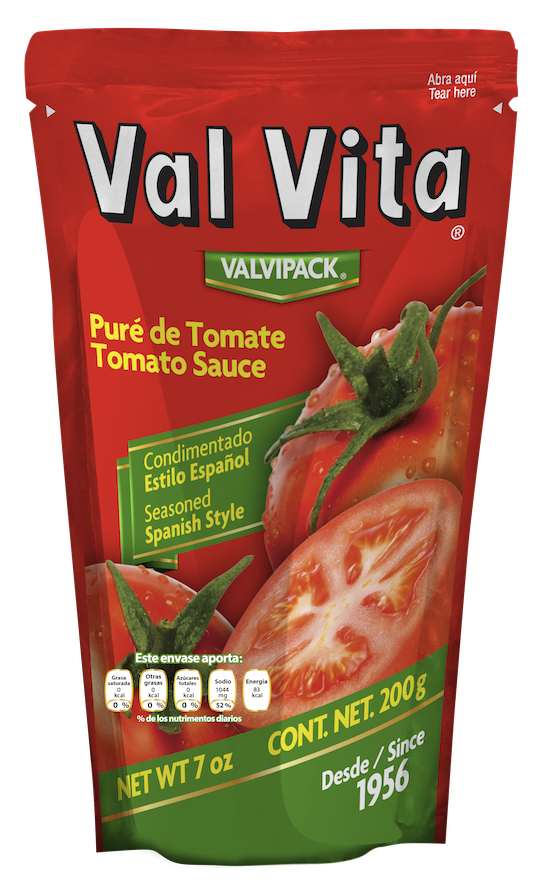 Abra aquí
Tear here
Val Vita
®
VALVIPACK®
Puré de Tomate
Tomato Sauce
Condimentado
Estilo Español
Seasoned
Spanish Style
Este envase aporta:
Grasa saturada 0 kcal 0 %
Otras grasas 0 kcal 0 %
Azúcares totales 0 kcal 0 %
Sodio 1044 mg 52 %
Energía 83 kcal
% de los nutrimentos diarios
NET WT 7 oz CONT. NET. 200g
Desde / Since
1956